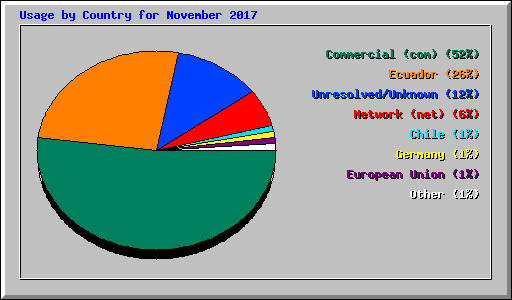 Usage by Country for November 2017
Commercial (com) (52%)
Ecuador (26%)
Unresolved/Unknown (12%)
Network (net) (6%)
Chile (1%)
Germany (1%)
European Union (1%)
Other (1%)